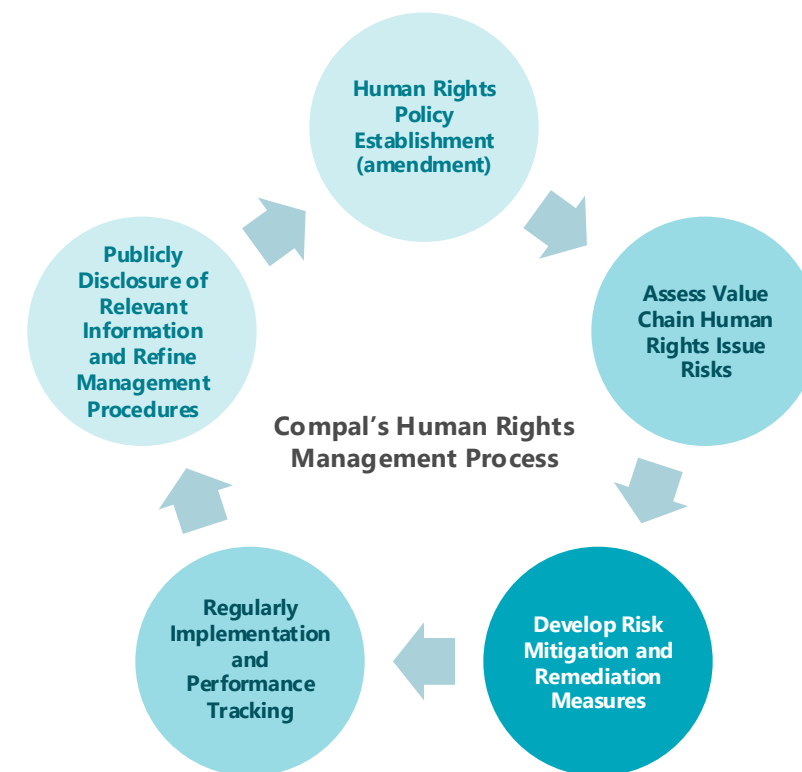 Human Rights
Policy
Establishment
(amendment)
Assess Value
Chain Human
Rights Issue
Risks
Develop Risk
Mitigation and
Remediation
Measures
Regularly
Implementation
and
Performance
Tracking
Publicly
Disclosure of
Relevant
Information
and Refine
Management
Procedures
Compal's Human Rights
Management Process